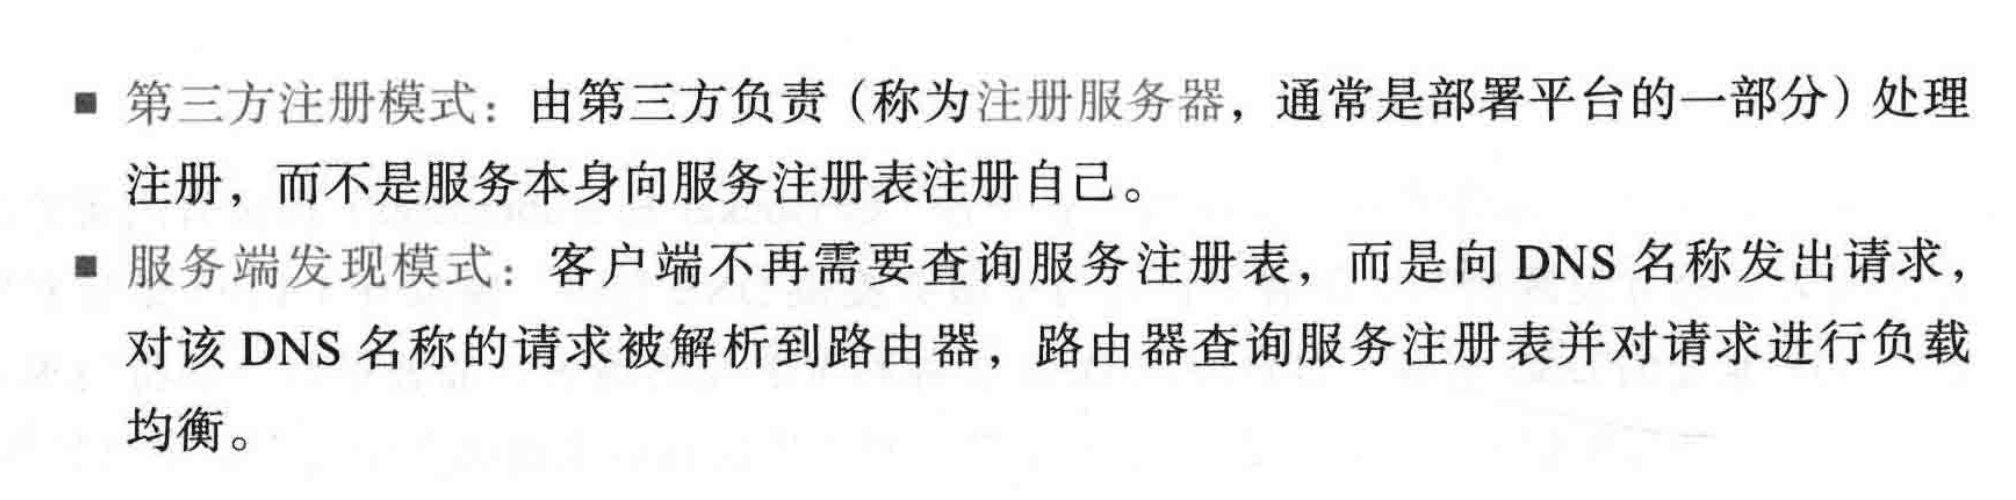 ■ 第三方注册模式：由第三方负责（称为注册服务器，通常是部署平台的一部分）处理
注册，而不是服务本身向服务注册表注册自己。
■ 服务端发现模式：客户端不再需要查询服务注册表，而是向 DNS 名称发出请求，
对该 DNS 名称的请求被解析到路由器，路由器查询服务注册表并对请求进行负载
均衡。